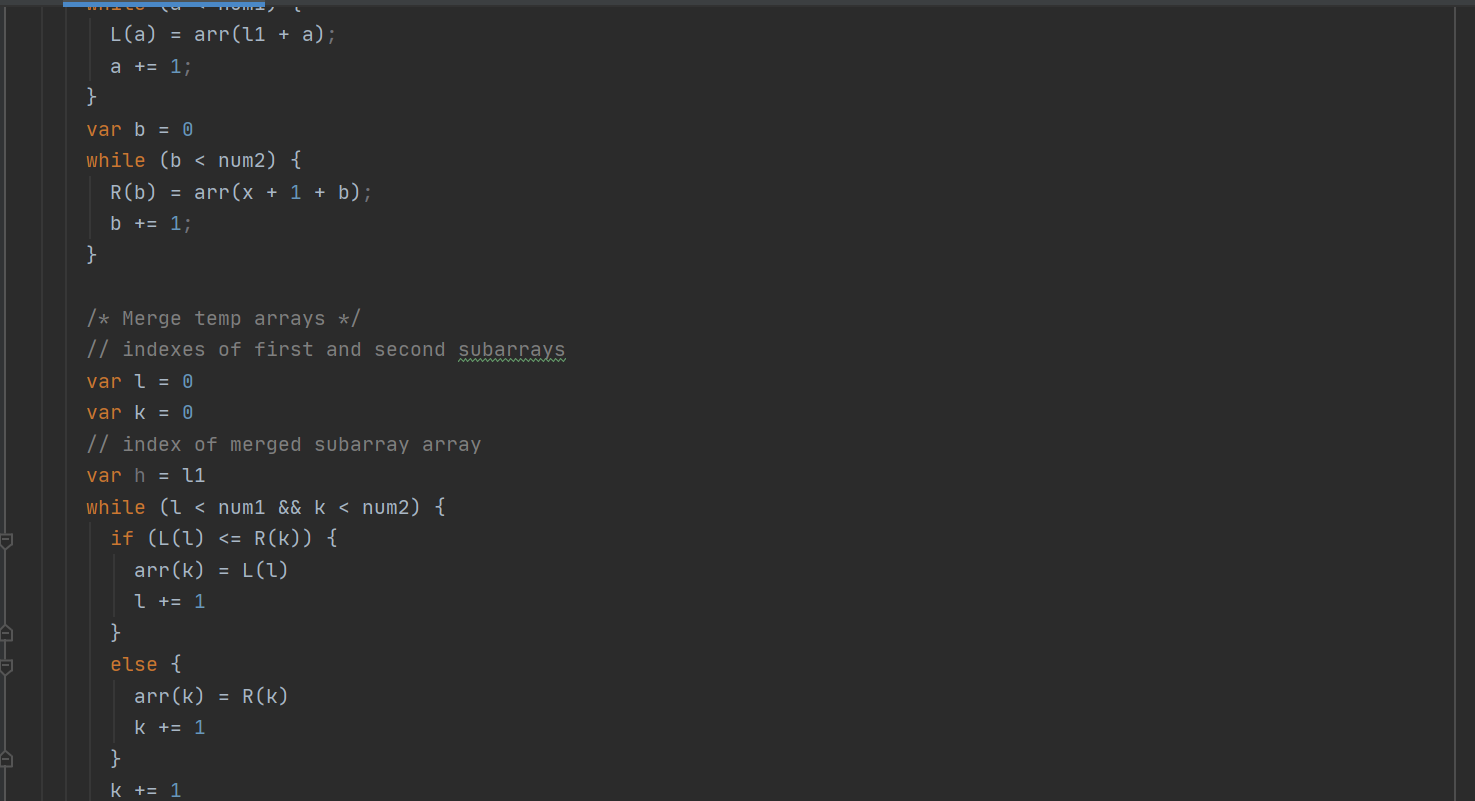 L(a) = arr(l1 + a);
a += 1;
}
var b = 0
while (b < num2) {
R(b) = arr(x + 1 + b);
b += 1;
}
/* Merge temp arrays */
// indexes of first and second subarrays
var l = 0
var k = 0
// index of merged subarray array
var h = l1
while (l < num1 && k < num2) {
if (L(l) <= R(k)) {
arr(k) = L(l)
l += 1
}
else {
arr(k) = R(k)
k += 1
}
k += 1